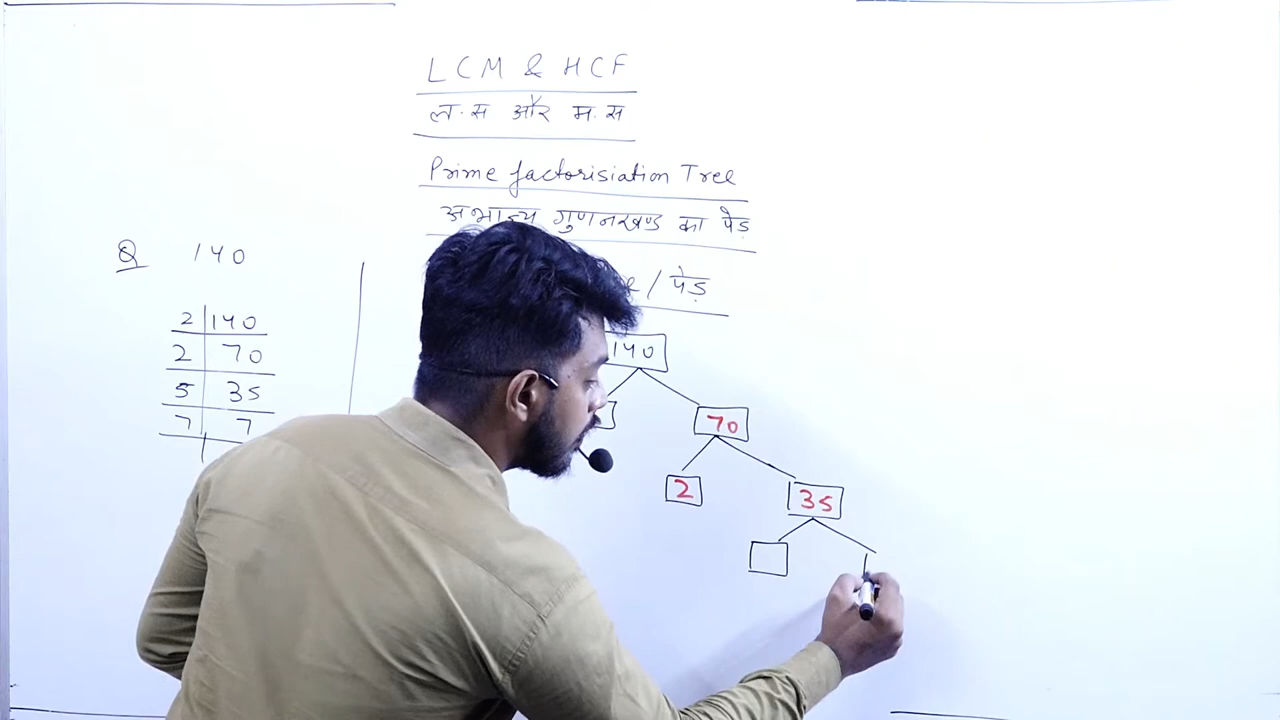 LCM & HCF
ल.स और म.स
Prime factorisiation Tree
अभाज्य गुणनखण्ड का पेड़
/ पेड़
Q 140
2 140
2 70
5 35
7 7
140
70
2 35